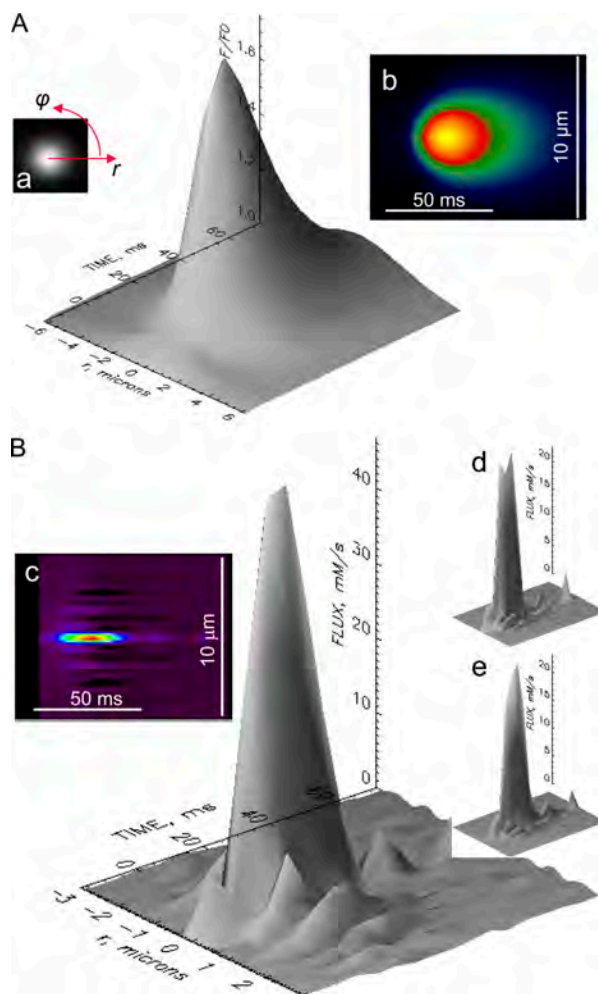 A
F/F0
1.6
1.4
1.2
1.0
φ
r
a
b
10 µm
50 ms
TIME, ms
0
20
40
60
-6
-4
-2
0
2
4
6
r, microns
B
40
30
20
10
0
FLUX, mM/s
c
10 µm
50 ms
d
20
15
10
5
0
FLUX, mM/s
e
20
15
10
5
0
FLUX, mM/s
TIME, ms
0
20
40
60
-3
-2
-1
0
1
2
r, microns